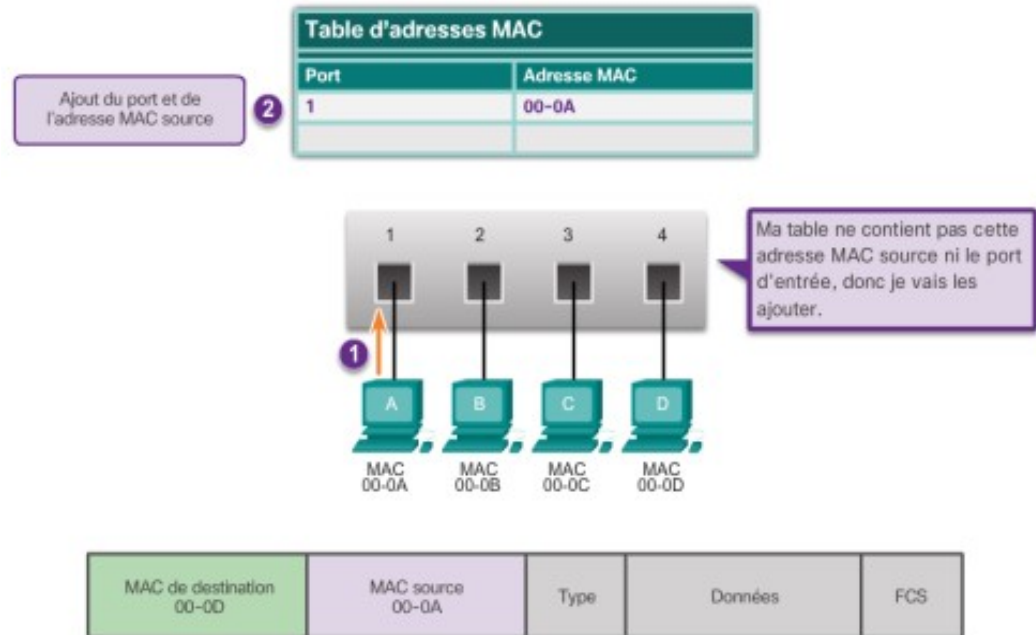 Table d'adresses MAC
Port Adresse MAC
Ajout du port et de
l'adresse MAC source
2
1 00-0A
1 2 3 4
Ma table ne contient pas cette
adresse MAC source ni le port
d'entrée, donc je vais les
ajouter.
1
A B C D
MAC MAC MAC MAC
00-0A 00-0B 00-0C 00-0D
MAC de destination MAC source Type Données FCS
00-0D 00-0A